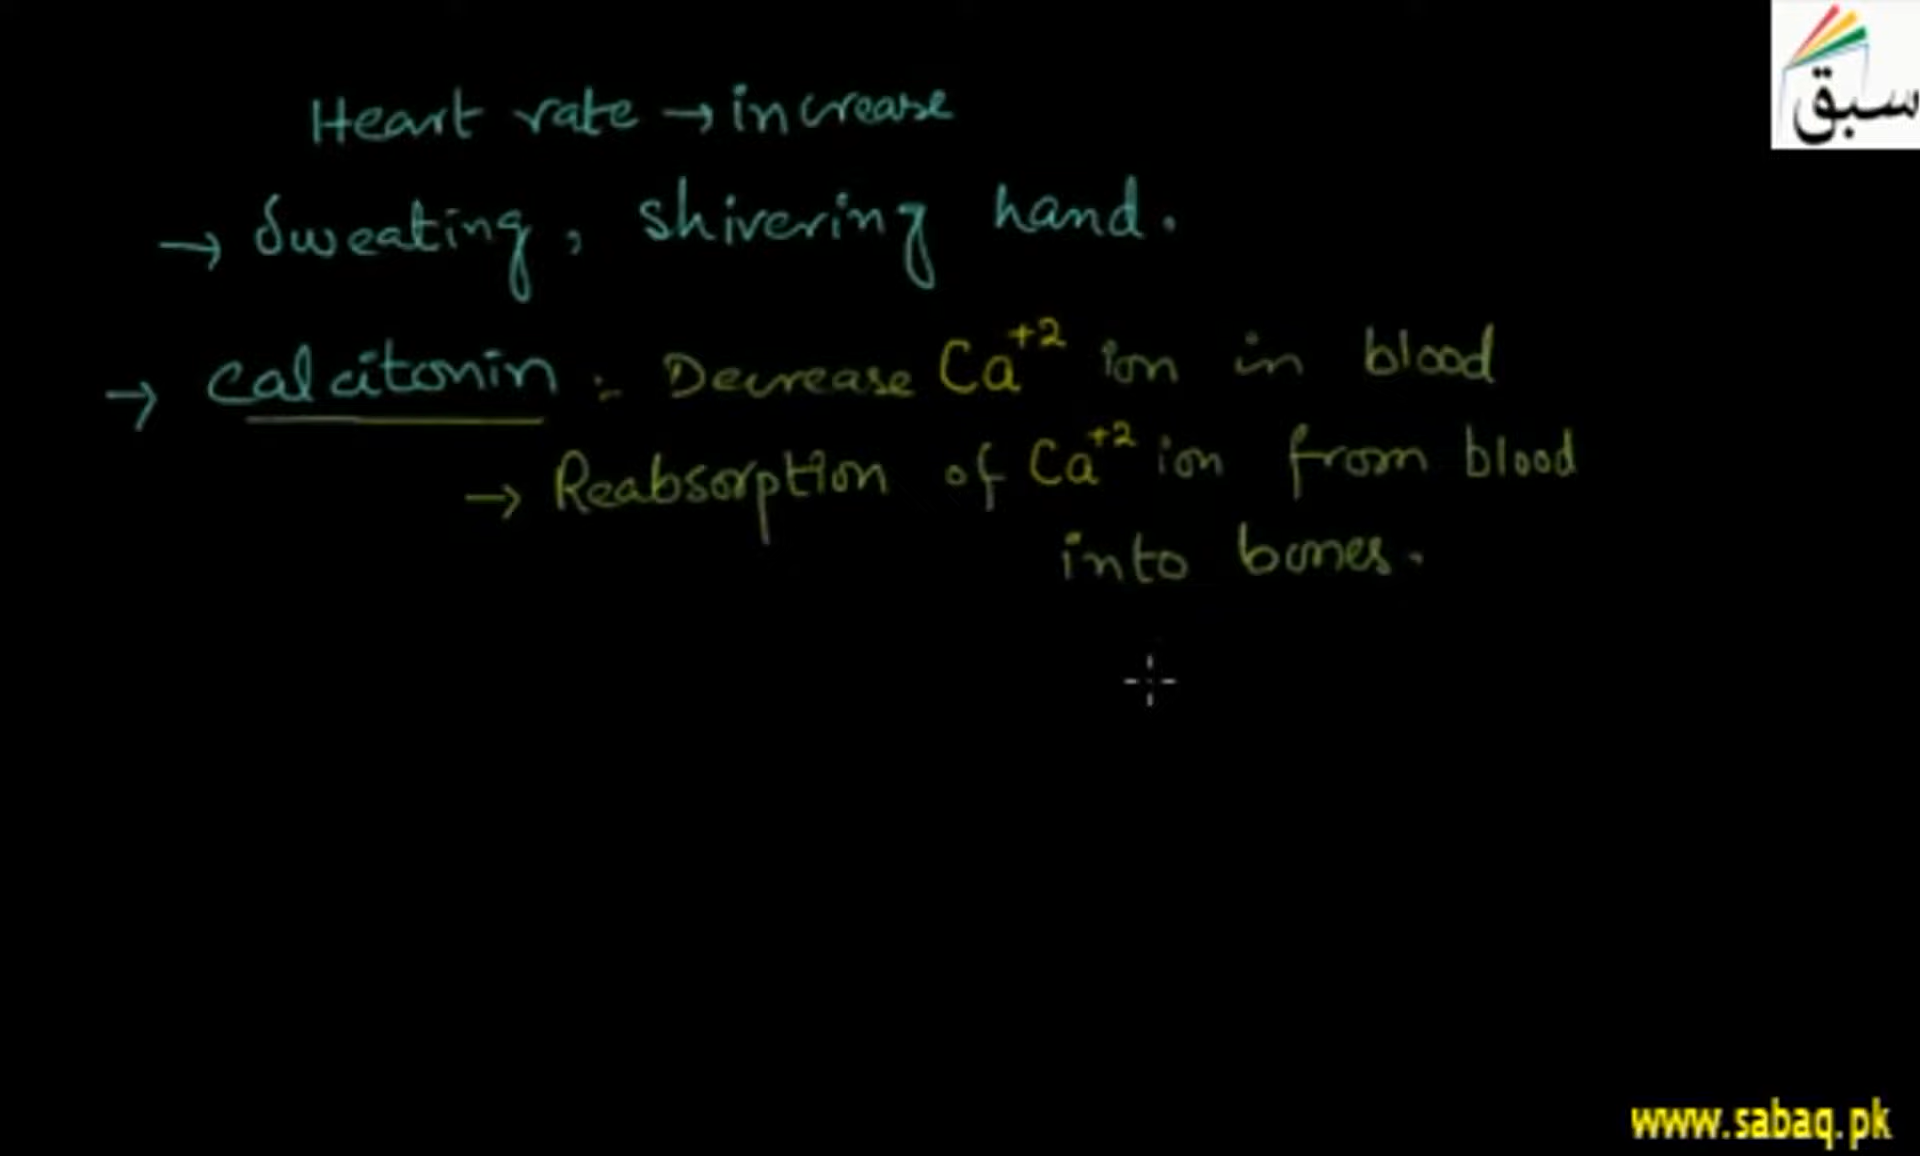 سبق
Heart rate → increase
→ Sweating, shivering hand.
→ Calcitonin :- Decrease Ca+2 ion in blood
→ Reabsorption of Ca+2 ion from blood
into bones.
www.sabaq.pk